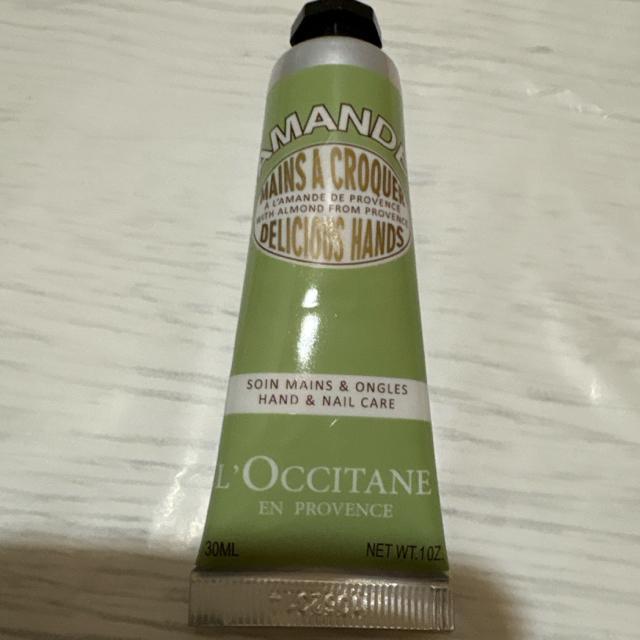 AMANDE
MAINS A CROQUER
A L'AMANDE DE PROVENCE
WITH ALMOND FROM PROVENCE
DELICIOUS HANDS
SOIN MAINS & ONGLES
HAND & NAIL CARE
L'OCCITANE
EN PROVENCE
30ML NET WT.1OZ